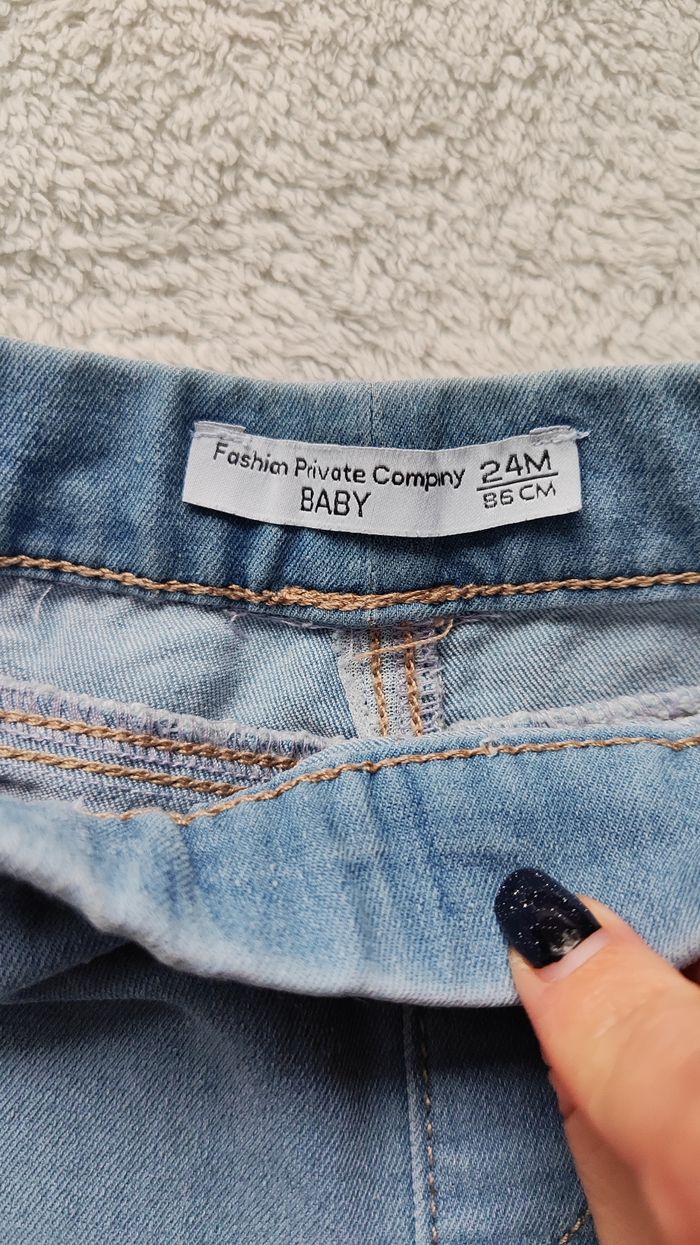 Fashion Private Company
BABY
24M
86 CM